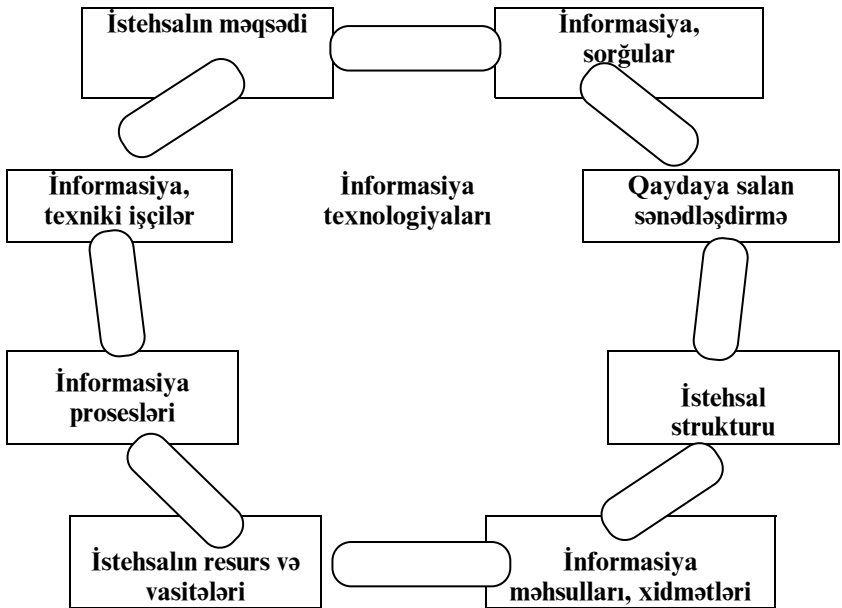 İstehsalın məqsədi
İnformasiya,
sorğular
İnformasiya,
texniki işçilər
İnformasiya
texnologiyaları
Qaydaya salan
sənədləşdirmə
İnformasiya
prosesləri
İstehsal
strukturu
İstehsalın resurs və
vasitələri
İnformasiya
məhsulları, xidmətləri